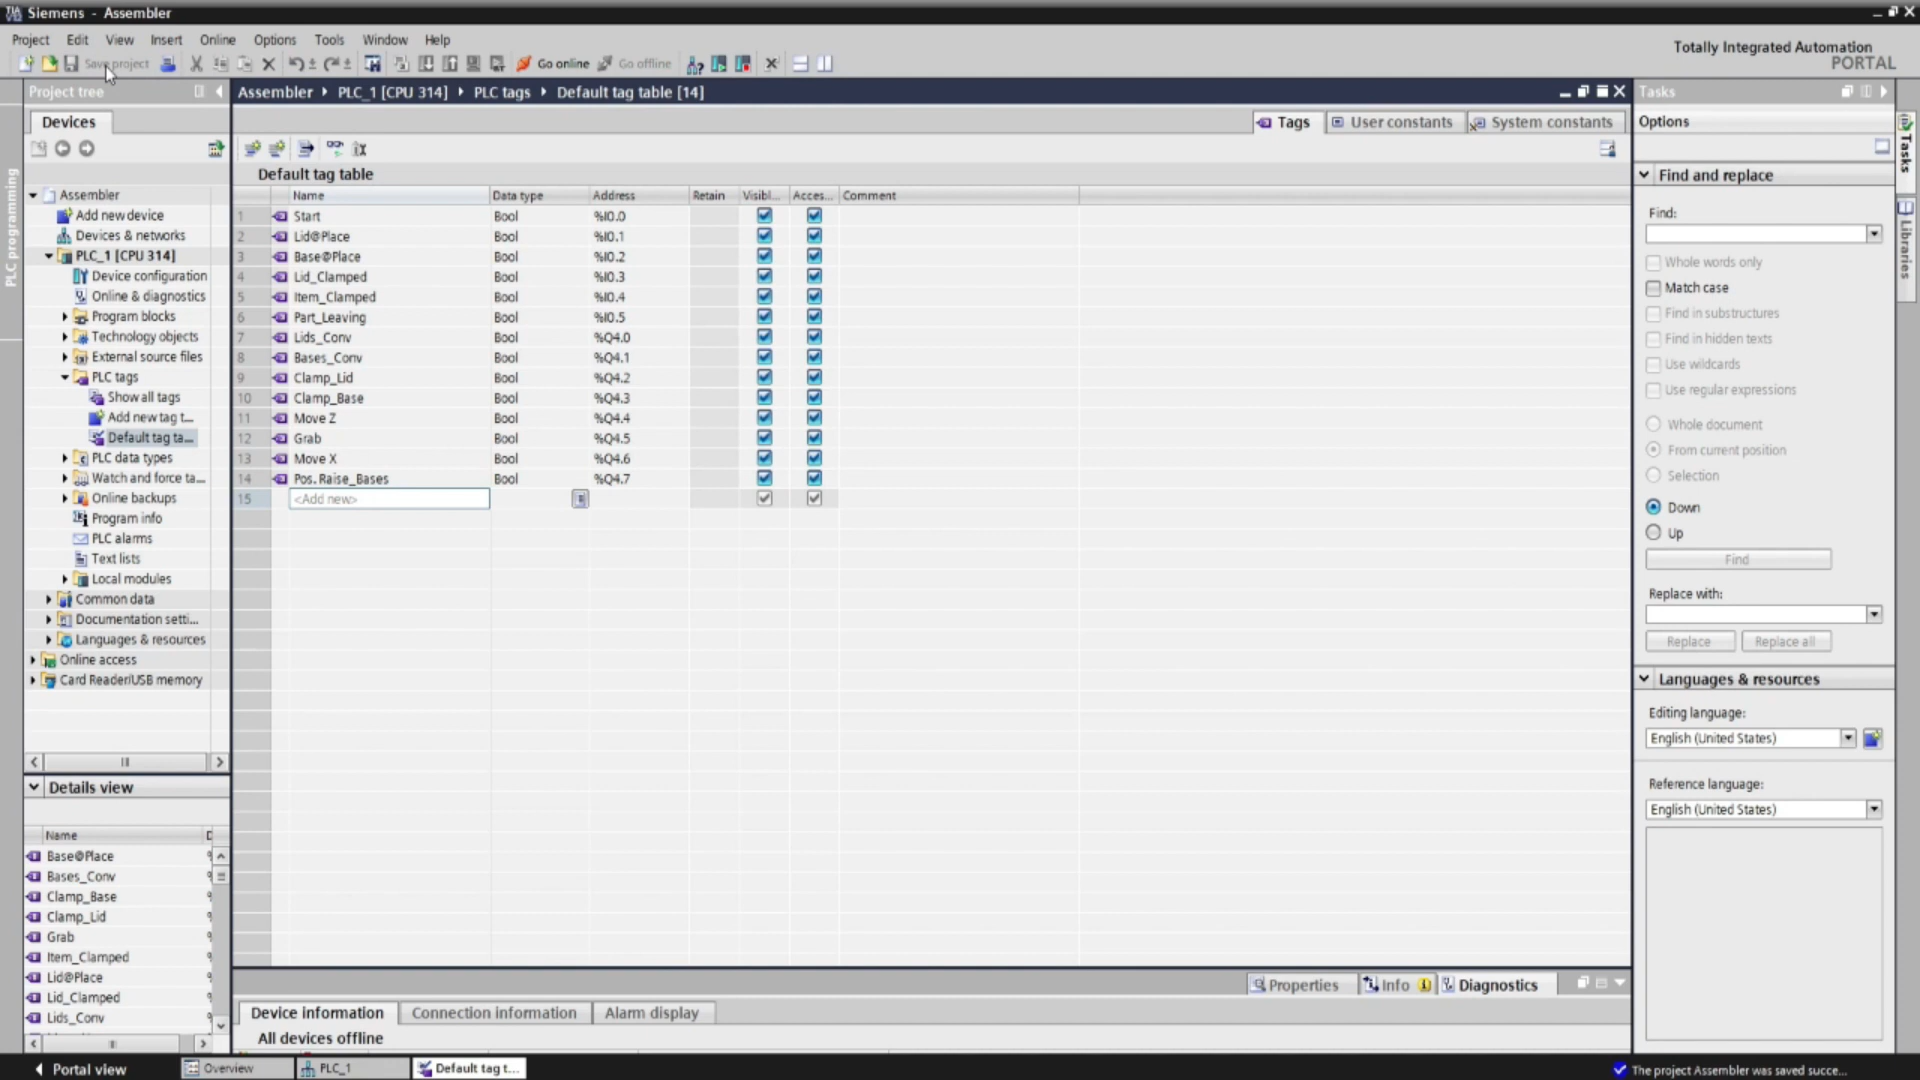 Siemens - Assembler
Project Edit View Insert Online Options Tools Window Help
Totally Integrated Automation
PORTAL
Save project
Go online
Go offline
Project tree
Assembler PLC_1 [CPU 314] PLC tags Default tag table [14]
Tasks
Devices
Tags
User constants
System constants
Options
PLC programming
Tasks
Libraries
Default tag table
Name Data type Address Retain Visibl... Acces... Comment
1 Start Bool %I0.0
2 Lid@Place Bool %I0.1
3 Base@Place Bool %I0.2
4 Lid_Clamped Bool %I0.3
5 Item_Clamped Bool %I0.4
6 Part_Leaving Bool %I0.5
7 Lids_Conv Bool %Q4.0
8 Bases_Conv Bool %Q4.1
9 Clamp_Lid Bool %Q4.2
10 Clamp_Base Bool %Q4.3
11 Move Z Bool %Q4.4
12 Grab Bool %Q4.5
13 Move X Bool %Q4.6
14 Pos. Raise_Bases Bool %Q4.7
15 <Add new>
Assembler
Add new device
Devices & networks
PLC_1 [CPU 314]
Device configuration
Online & diagnostics
Program blocks
Technology objects
External source files
PLC tags
Show all tags
Add new tag t...
Default tag ta...
PLC data types
Watch and force ta...
Online backups
Program info
PLC alarms
Text lists
Local modules
Common data
Documentation setti...
Languages & resources
Online access
Card Reader/USB memory
Details view
Name
Base@Place
Bases_Conv
Clamp_Base
Clamp_Lid
Grab
Item_Clamped
Lid@Place
Lid_Clamped
Lids_Conv
Find and replace
Find:
Whole words only
Match case
Find in substructures
Find in hidden texts
Use wildcards
Use regular expressions
Whole document
From current position
Selection
Down
Up
Find
Replace with:
Replace
Replace all
Languages & resources
Editing language:
English (United States)
Reference language:
English (United States)
Properties
Info
Diagnostics
Device information
Connection information
Alarm display
All devices offline
Portal view
Overview
PLC_1
Default tag t...
The project Assembler was saved succe...